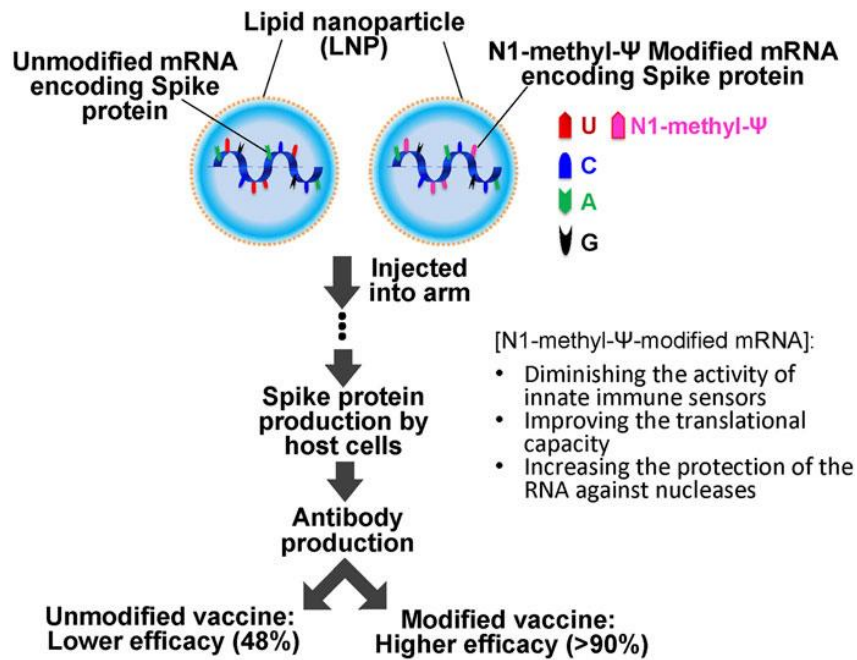 Lipid nanoparticle
(LNP)
Unmodified mRNA
encoding Spike
protein
N1-methyl-Ψ Modified mRNA
encoding Spike protein
U N1-methyl-Ψ
C
A
G
Injected
into arm
[N1-methyl-Ψ-modified mRNA]:
• Diminishing the activity of
innate immune sensors
• Improving the translational
capacity
• Increasing the protection of the
RNA against nucleases
Spike protein
production by
host cells
Antibody
production
Unmodified vaccine:
Lower efficacy (48%)
Modified vaccine:
Higher efficacy (>90%)